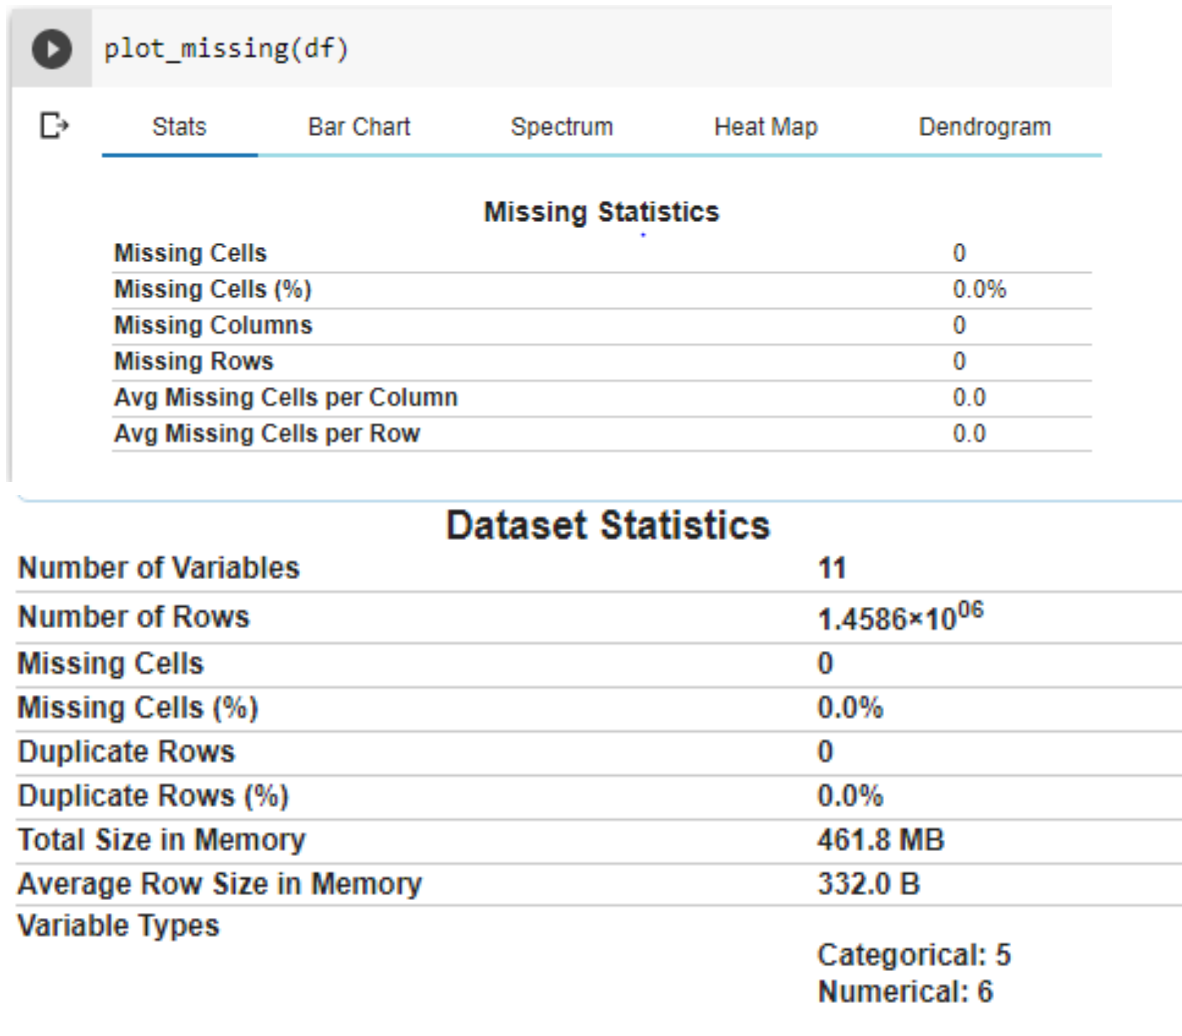 plot_missing(df)
Stats Bar Chart Spectrum Heat Map Dendrogram
Missing Statistics
Missing Cells 0
Missing Cells (%) 0.0%
Missing Columns 0
Missing Rows 0
Avg Missing Cells per Column 0.0
Avg Missing Cells per Row 0.0
Dataset Statistics
Number of Variables 11
Number of Rows 1.4586×10⁰⁶
Missing Cells 0
Missing Cells (%) 0.0%
Duplicate Rows 0
Duplicate Rows (%) 0.0%
Total Size in Memory 461.8 MB
Average Row Size in Memory 332.0 B
Variable Types
Categorical: 5
Numerical: 6